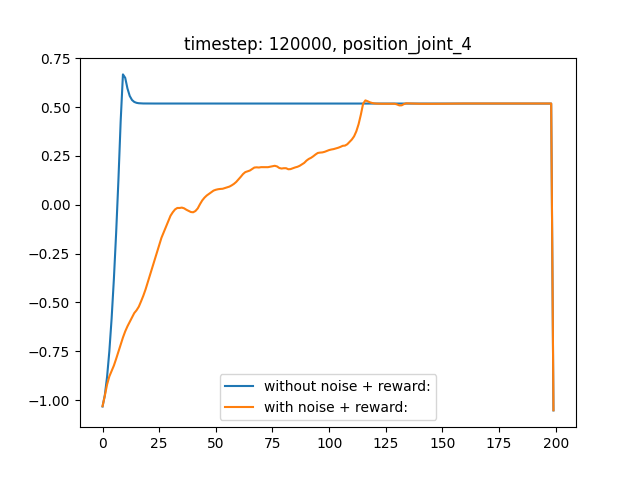 timestep: 120000, position_joint_4
0.75
0.50
0.25
0.00
−0.25
−0.50
−0.75
−1.00
without noise + reward:
with noise + reward:
0 25 50 75 100 125 150 175 200